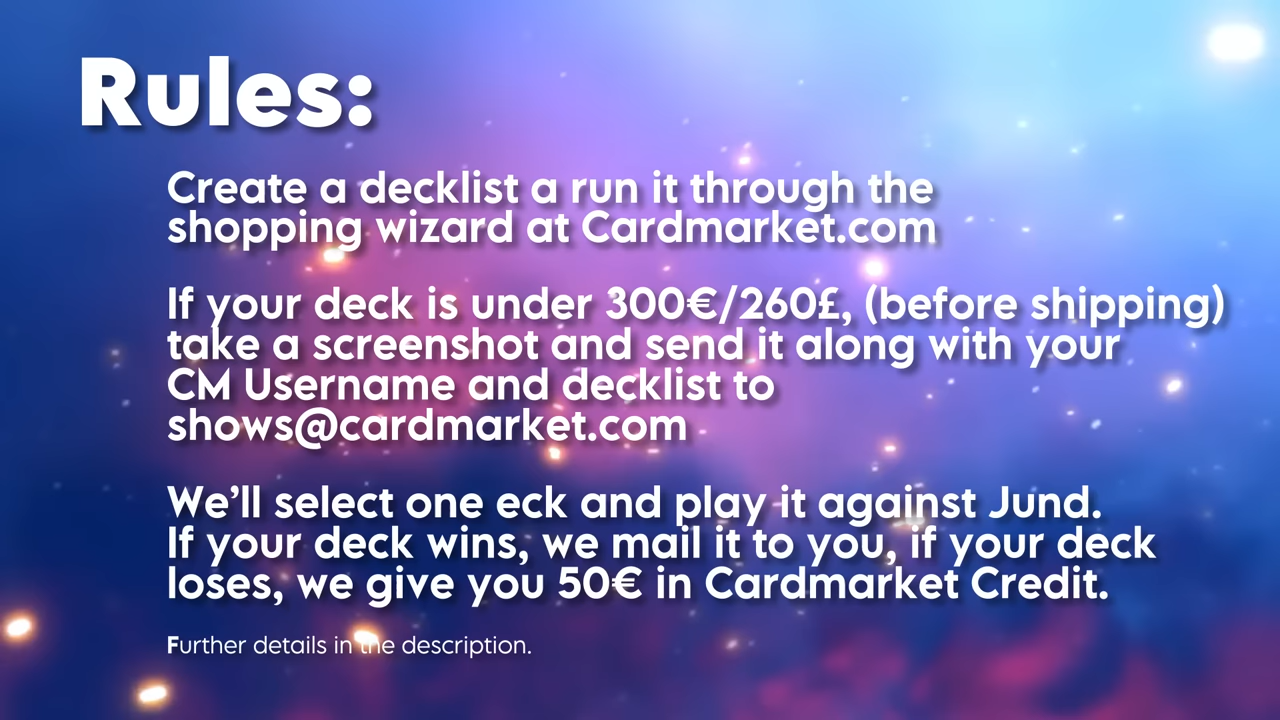 Rules:
Create a decklist a run it through the
shopping wizard at Cardmarket.com
If your deck is under 300€/260£, (before shipping)
take a screenshot and send it along with your
CM Username and decklist to
shows@cardmarket.com
We’ll select one eck and play it against Jund.
If your deck wins, we mail it to you, if your deck
loses, we give you 50€ in Cardmarket Credit.
Further details in the description.